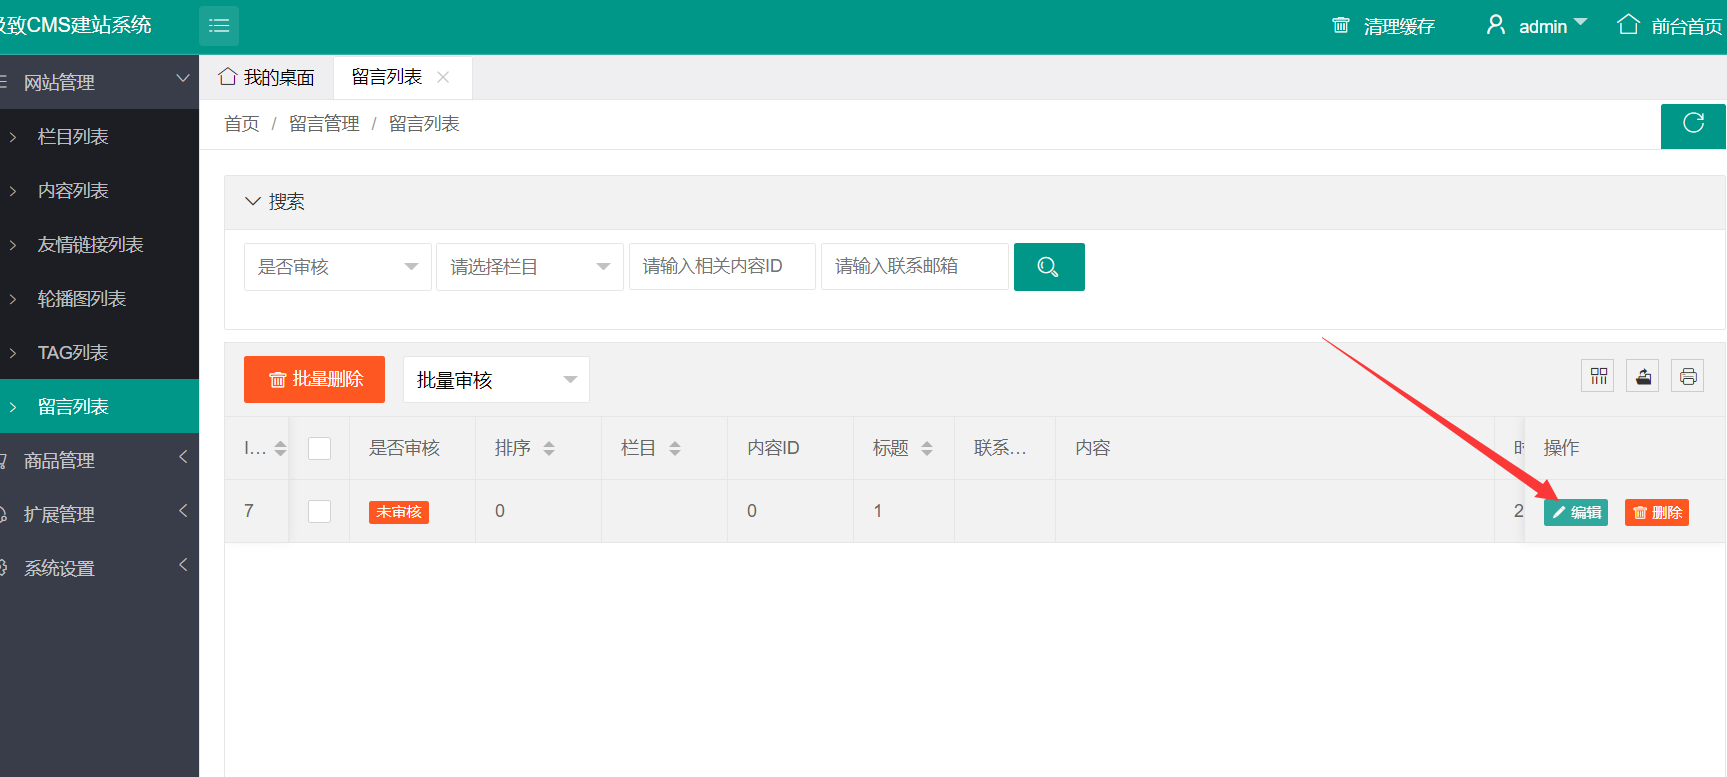 致CMS建站系统
清理缓存 admin 前台首页
网站管理
栏目列表
内容列表
友情链接列表
轮播图列表
TAG列表
留言列表
商品管理
扩展管理
系统设置
我的桌面 留言列表
首页 / 留言管理 / 留言列表
搜索
是否审核 请选择栏目 请输入相关内容ID 请输入联系邮箱
批量删除 批量审核
I... 是否审核 排序 栏目 内容ID 标题 联系... 内容 操作
7 未审核 0 0 1 2 编辑 删除